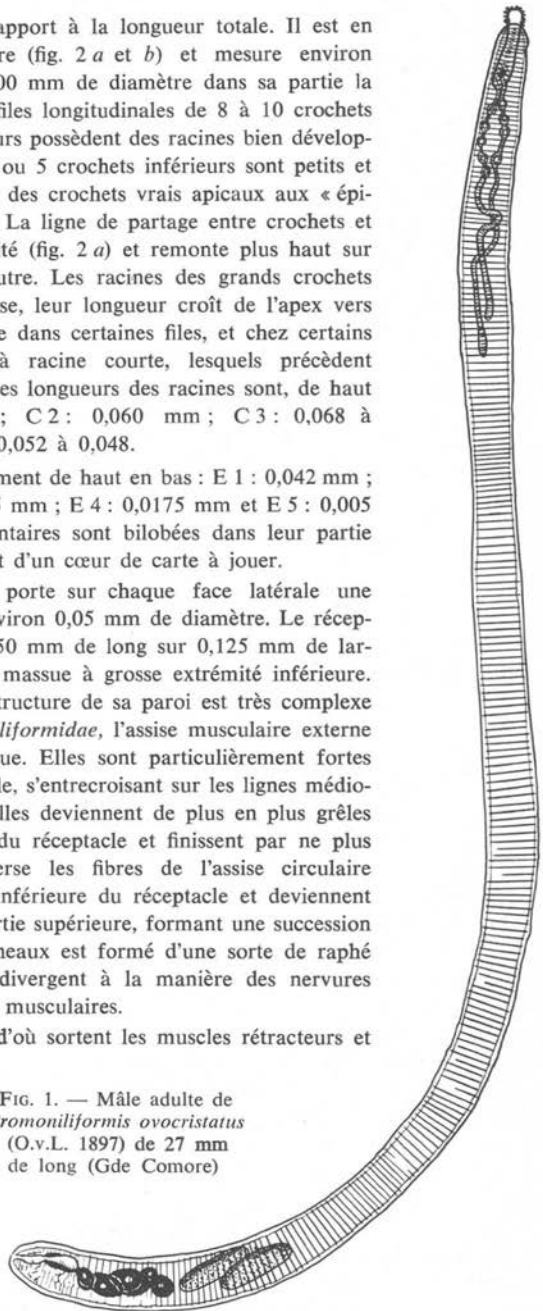 apport à la longueur totale. Il est en
re (fig. 2 a et b) et mesure environ
00 mm de diamètre dans sa partie la
files longitudinales de 8 à 10 crochets
urs possèdent des racines bien dévelop-
ou 5 crochets inférieurs sont petits et
des crochets vrais apicaux aux « épi-
La ligne de partage entre crochets et
ité (fig. 2 a) et remonte plus haut sur
utre. Les racines des grands crochets
se, leur longueur croît de l'apex vers
e dans certaines files, et chez certains
à racine courte, lesquels précèdent
es longueurs des racines sont, de haut
; C 2 : 0,060 mm ; C 3 : 0,068 à
0,052 à 0,048.
ment de haut en bas : E 1 : 0,042 mm ;
mm ; E 4 : 0,0175 mm et E 5 : 0,005
ntaires sont bilobées dans leur partie
t d'un cœur de carte à jouer.
porte sur chaque face latérale une
viron 0,05 mm de diamètre. Le récep-
50 mm de long sur 0,125 mm de lar-
massue à grosse extrémité inférieure.
tructure de sa paroi est très complexe
liformidae, l'assise musculaire externe
que. Elles sont particulièrement fortes
le, s'entrecroisant sur les lignes médio-
lles deviennent de plus en plus grêles
du réceptacle et finissent par ne plus
erse les fibres de l'assise circulaire
inférieure du réceptacle et deviennent
rtie supérieure, formant une succession
neaux est formé d'une sorte de raphé
divergent à la manière des nervures
musculaires.
d'où sortent les muscles rétracteurs et
FIG. 1. — Mâle adulte de
romoniliformis ovocristatus
(O.v.L. 1897) de 27 mm
de long (Gde Comore)